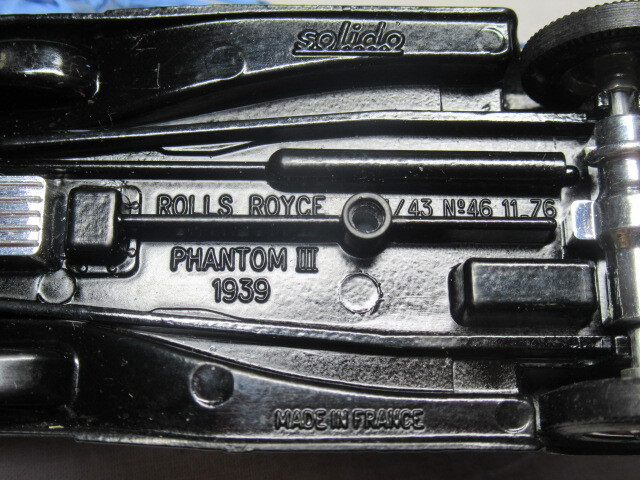 solido
ROLLS ROYCE 1/43 Nº46 11_76
PHANTOM III
1939
MADE IN FRANCE